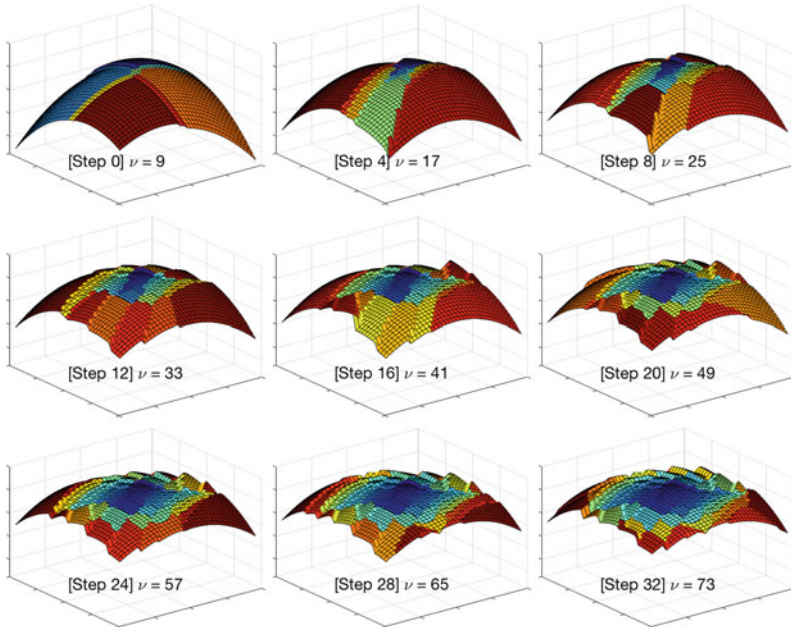 [Step 0] ν = 9
[Step 4] ν = 17
[Step 8] ν = 25
[Step 12] ν = 33
[Step 16] ν = 41
[Step 20] ν = 49
[Step 24] ν = 57
[Step 28] ν = 65
[Step 32] ν = 73